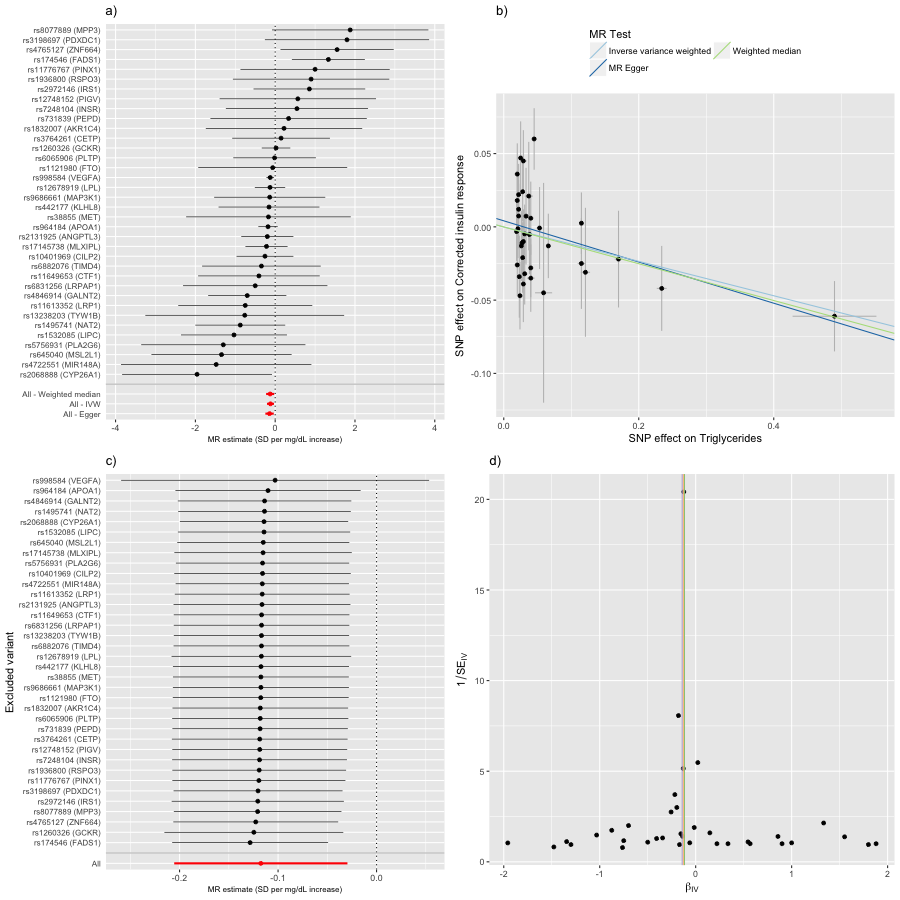 a)
rs8077889 (MPP3)
rs3198697 (PDXDC1)
rs4765127 (ZNF664)
rs174546 (FADS1)
rs11776767 (PINX1)
rs1936800 (RSPO3)
rs2972146 (IRS1)
rs12748152 (PIGV)
rs7248104 (INSR)
rs731839 (PEPD)
rs1832007 (AKR1C4)
rs3764261 (CETP)
rs1260326 (GCKR)
rs6065906 (PLTP)
rs1121980 (FTO)
rs998584 (VEGFA)
rs12678919 (LPL)
rs9686661 (MAP3K1)
rs442177 (KLHL8)
rs38855 (MET)
rs964184 (APOA1)
rs2131925 (ANGPTL3)
rs17145738 (MLXIPL)
rs10401969 (CILP2)
rs6882076 (TIMD4)
rs11649653 (CTF1)
rs6831256 (LRPAP1)
rs4846914 (GALNT2)
rs11613352 (LRP1)
rs13238203 (TYW1B)
rs1495741 (NAT2)
rs1532085 (LIPC)
rs5756931 (PLA2G6)
rs645040 (MSL2L1)
rs4722551 (MIR148A)
rs2068888 (CYP26A1)
All - Weighted median
All - IVW
All - Egger
-4 -2 0 2 4
MR estimate (SD per mg/dL increase)
b)
MR Test
Inverse variance weighted
Weighted median
MR Egger
SNP effect on Corrected insulin response
0.05
0.00
-0.05
-0.10
0.0 0.2 0.4
SNP effect on Triglycerides
c)
Excluded variant
rs998584 (VEGFA)
rs964184 (APOA1)
rs4846914 (GALNT2)
rs1495741 (NAT2)
rs2068888 (CYP26A1)
rs1532085 (LIPC)
rs645040 (MSL2L1)
rs17145738 (MLXIPL)
rs5756931 (PLA2G6)
rs10401969 (CILP2)
rs4722551 (MIR148A)
rs11613352 (LRP1)
rs2131925 (ANGPTL3)
rs11649653 (CTF1)
rs6831256 (LRPAP1)
rs13238203 (TYW1B)
rs6882076 (TIMD4)
rs12678919 (LPL)
rs442177 (KLHL8)
rs38855 (MET)
rs9686661 (MAP3K1)
rs1121980 (FTO)
rs1832007 (AKR1C4)
rs6065906 (PLTP)
rs731839 (PEPD)
rs3764261 (CETP)
rs12748152 (PIGV)
rs7248104 (INSR)
rs1936800 (RSPO3)
rs11776767 (PINX1)
rs3198697 (PDXDC1)
rs2972146 (IRS1)
rs8077889 (MPP3)
rs4765127 (ZNF664)
rs1260326 (GCKR)
rs174546 (FADS1)
All
-0.2 -0.1 0.0
MR estimate (SD per mg/dL increase)
d)
1/SE_IV
20
15
10
5
0
-2 -1 0 1 2
β_IV